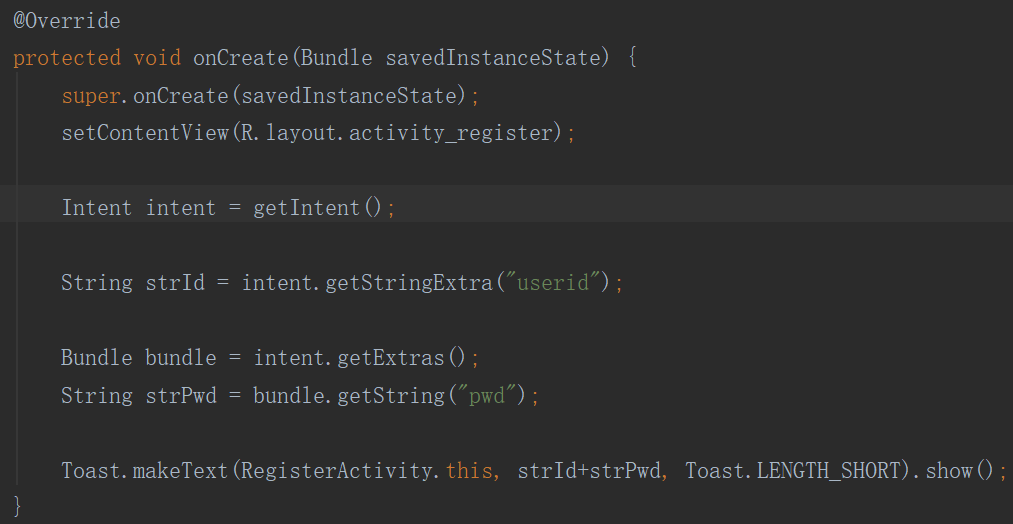 @Override
protected void onCreate(Bundle savedInstanceState) {
super.onCreate(savedInstanceState);
setContentView(R.layout.activity_register);
Intent intent = getIntent();
String strId = intent.getStringExtra("userid");
Bundle bundle = intent.getExtras();
String strPwd = bundle.getString("pwd");
Toast.makeText(RegisterActivity.this, strId+strPwd, Toast.LENGTH_SHORT).show();
}